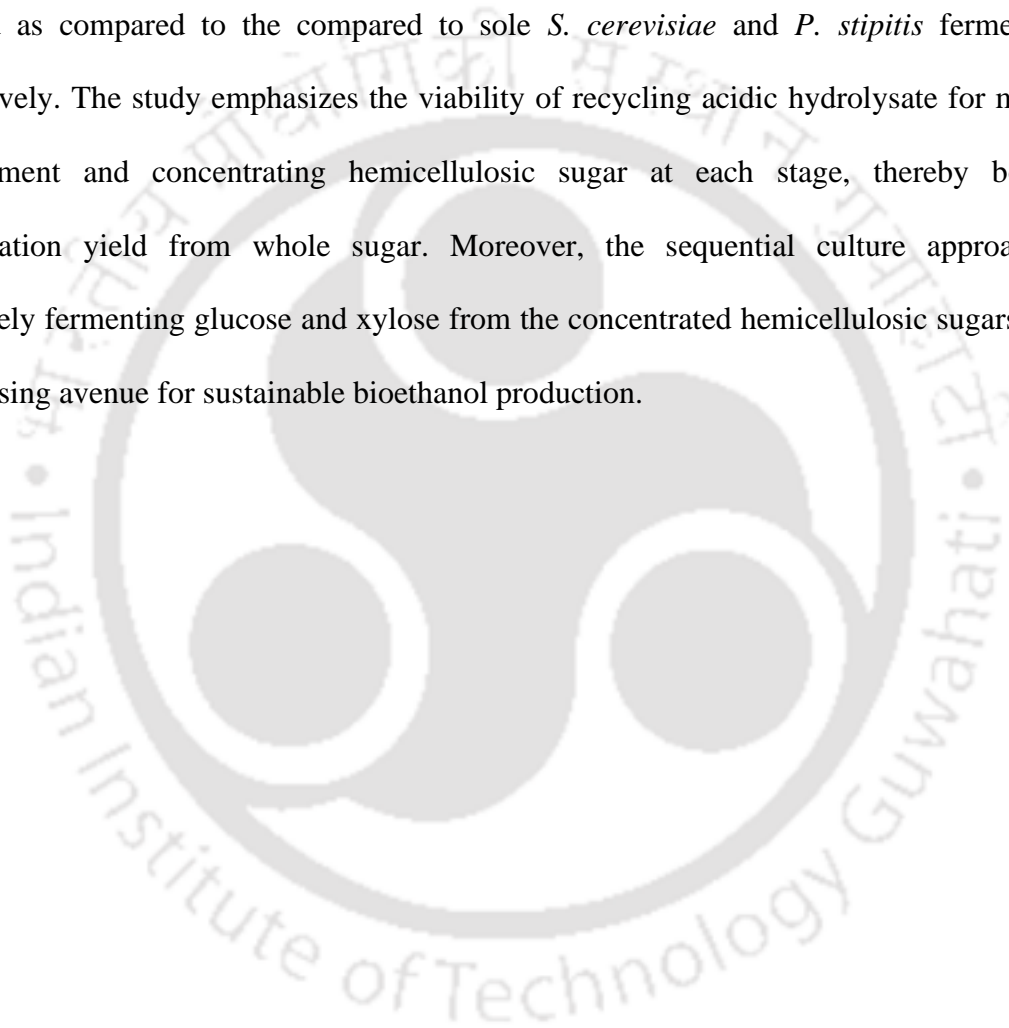 as compared to the compared to sole S. cerevisiae and P. stipitis ferme
vely. The study emphasizes the viability of recycling acidic hydrolysate for
ment and concentrating hemicellulosic sugar at each stage, thereby b
ation yield from whole sugar. Moreover, the sequential culture approa
ely fermenting glucose and xylose from the concentrated hemicellulosic sugars
sing avenue for sustainable bioethanol production.
Indian Institute of Technology Guwahati